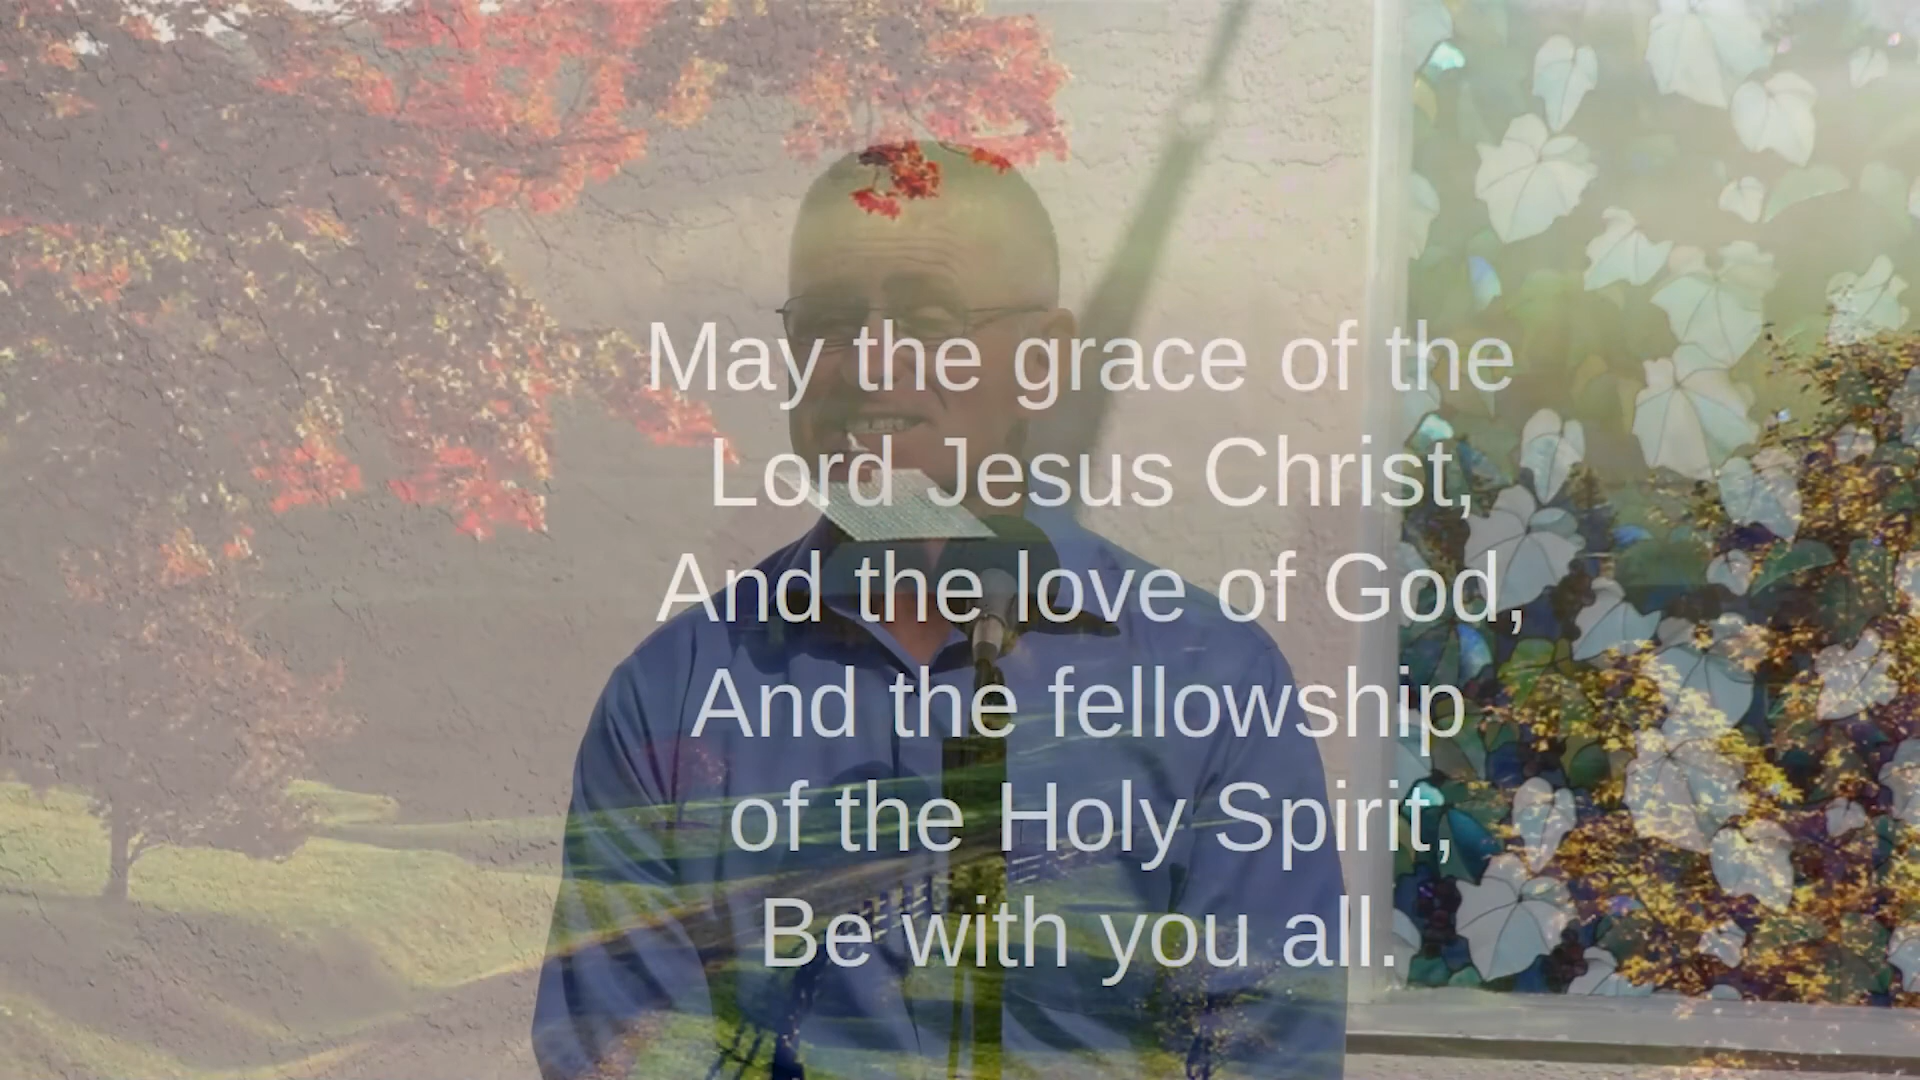 May the grace of the
Lord Jesus Christ,
And the love of God,
And the fellowship
of the Holy Spirit,
Be with you all.